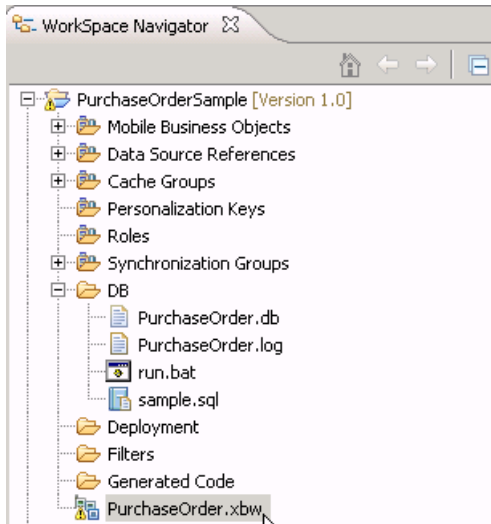 WorkSpace Navigator
PurchaseOrderSample [Version 1.0]
Mobile Business Objects
Data Source References
Cache Groups
Personalization Keys
Roles
Synchronization Groups
DB
PurchaseOrder.db
PurchaseOrder.log
run.bat
sample.sql
Deployment
Filters
Generated Code
PurchaseOrder.xbw